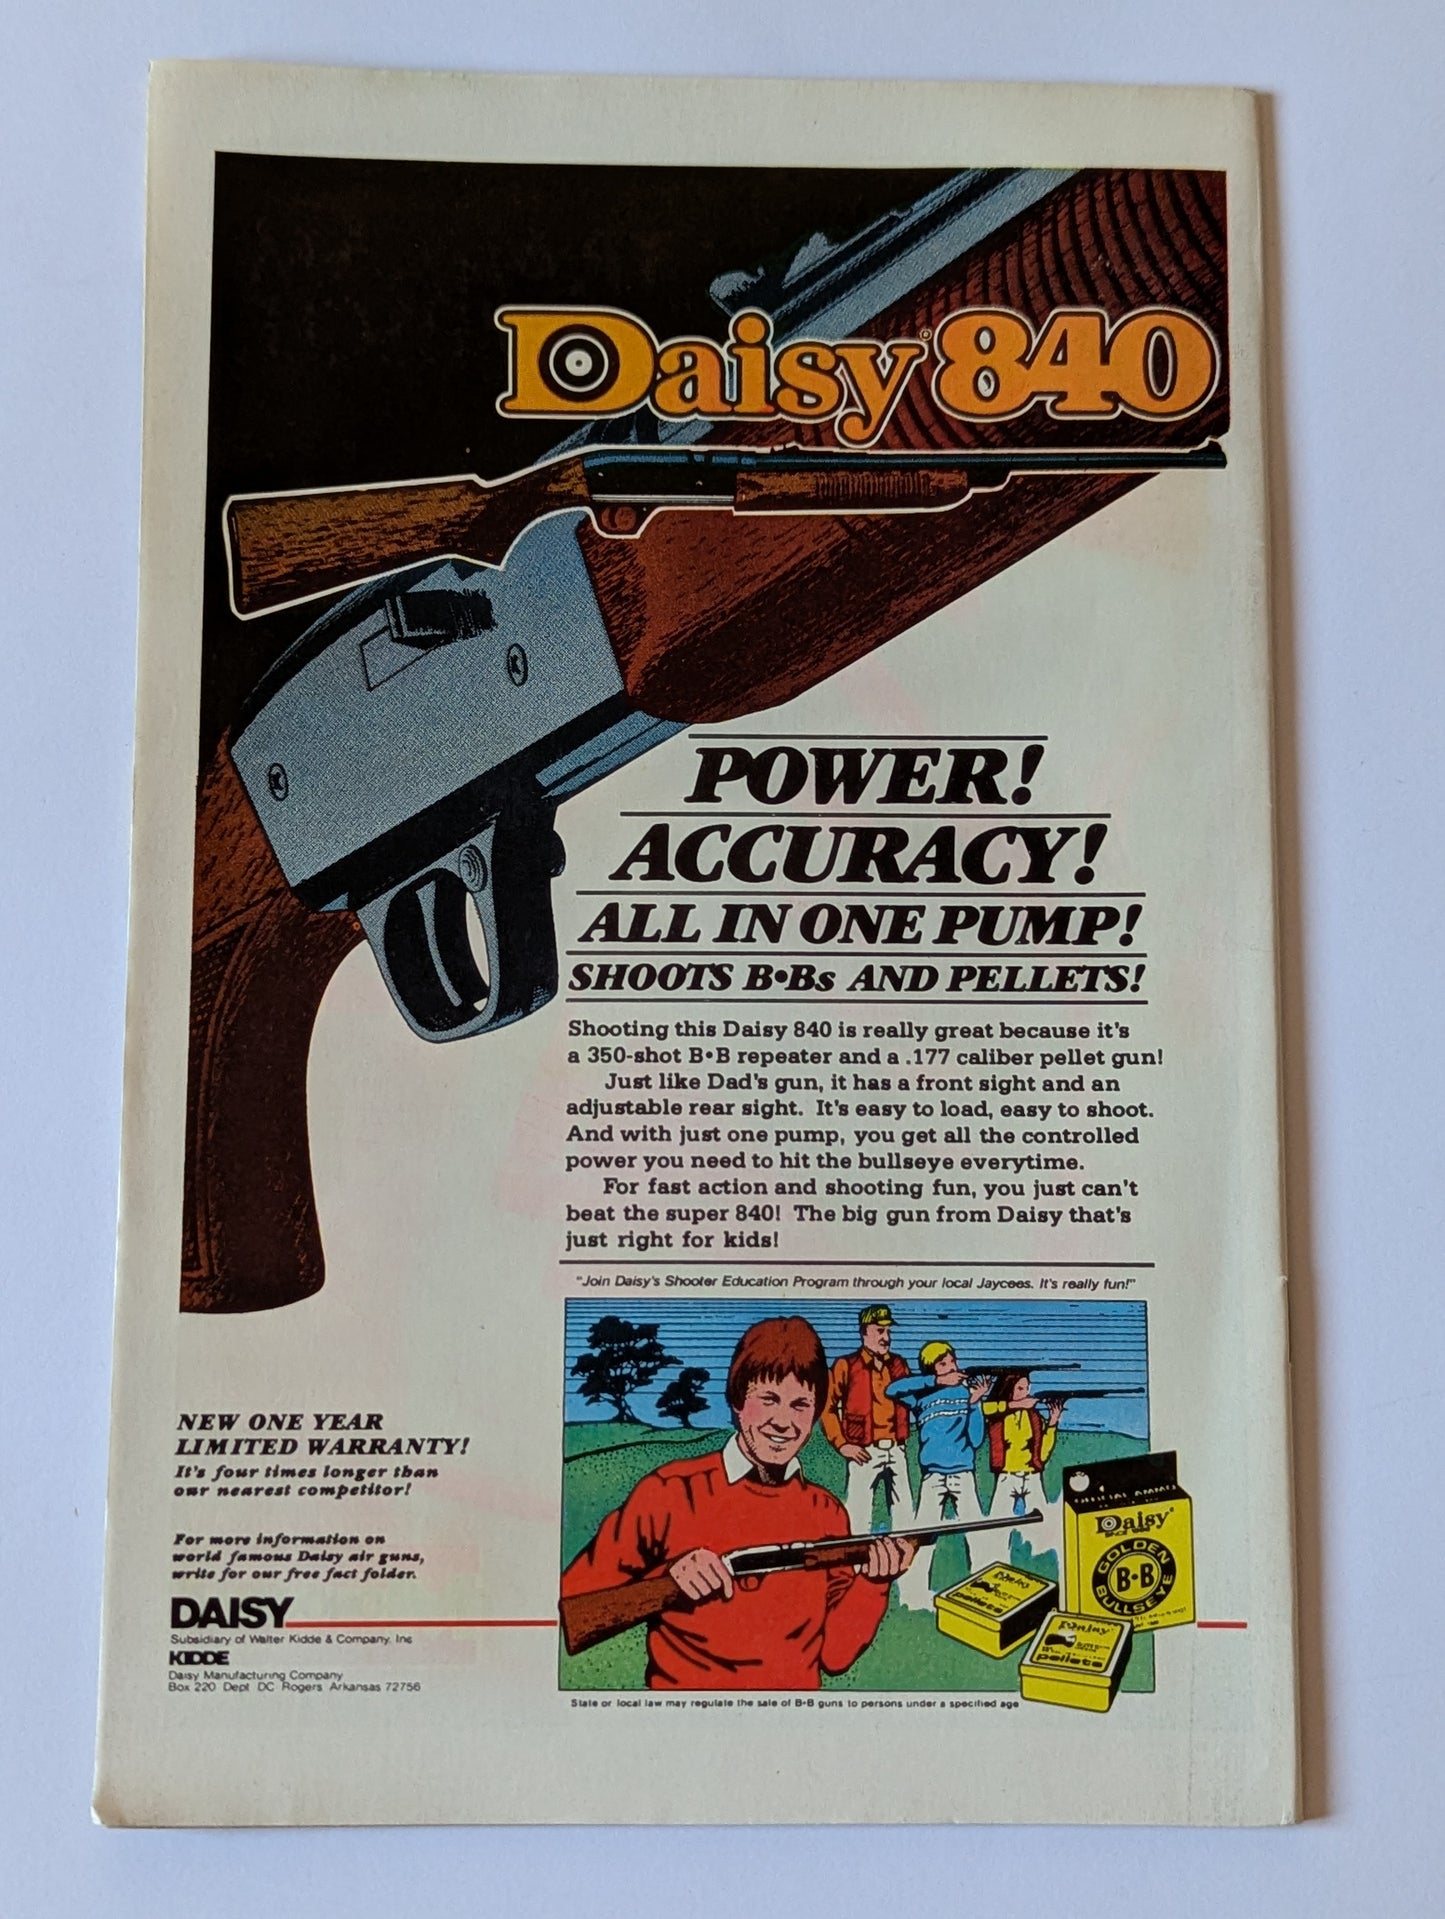 Daisy® 840
POWER!
ACCURACY!
ALL IN ONE PUMP!
SHOOTS B•Bs AND PELLETS!
Shooting this Daisy 840 is really great because it's
a 350-shot B•B repeater and a .177 caliber pellet gun!
Just like Dad's gun, it has a front sight and an
adjustable rear sight. It's easy to load, easy to shoot.
And with just one pump, you get all the controlled
power you need to hit the bullseye everytime.
For fast action and shooting fun, you just can't
beat the super 840! The big gun from Daisy that's
just right for kids!
"Join Daisy's Shooter Education Program through your local Jaycees. It's really fun!"
NEW ONE YEAR
LIMITED WARRANTY!
It's four times longer than
our nearest competitor!
For more information on
world famous Daisy air guns,
write for our free fact folder.
DAISY
Subsidiary of Walter Kidde & Company, Inc
KIDDE
Daisy Manufacturing Company
Box 220 Dept DC Rogers Arkansas 72756
OFFICIAL AMMO
Daisy®
SINCE 1886
GOLDEN
B•B
BULLSEYE
Daisy
pellets
Daisy
pellets
State or local law may regulate the sale of B•B guns to persons under a specified age